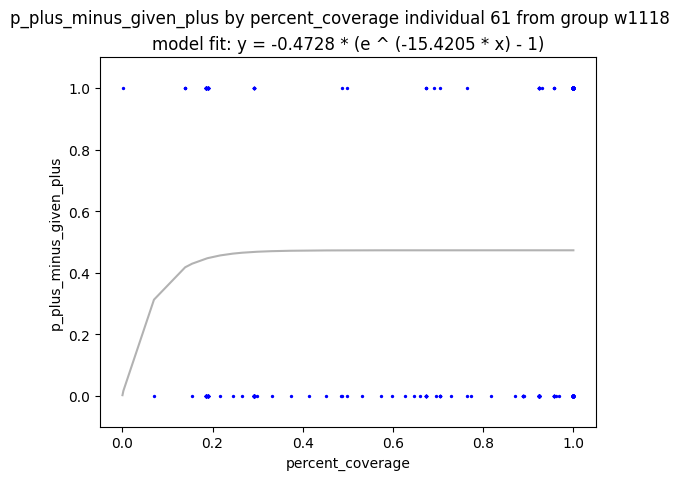 p_plus_minus_given_plus by percent_coverage individual 61 from group w1118
model fit: y = -0.4728 * (e ^ (-15.4205 * x) - 1)
1.0
0.8
0.6
0.4
0.2
0.0
p_plus_minus_given_plus
0.0 0.2 0.4 0.6 0.8 1.0
percent_coverage